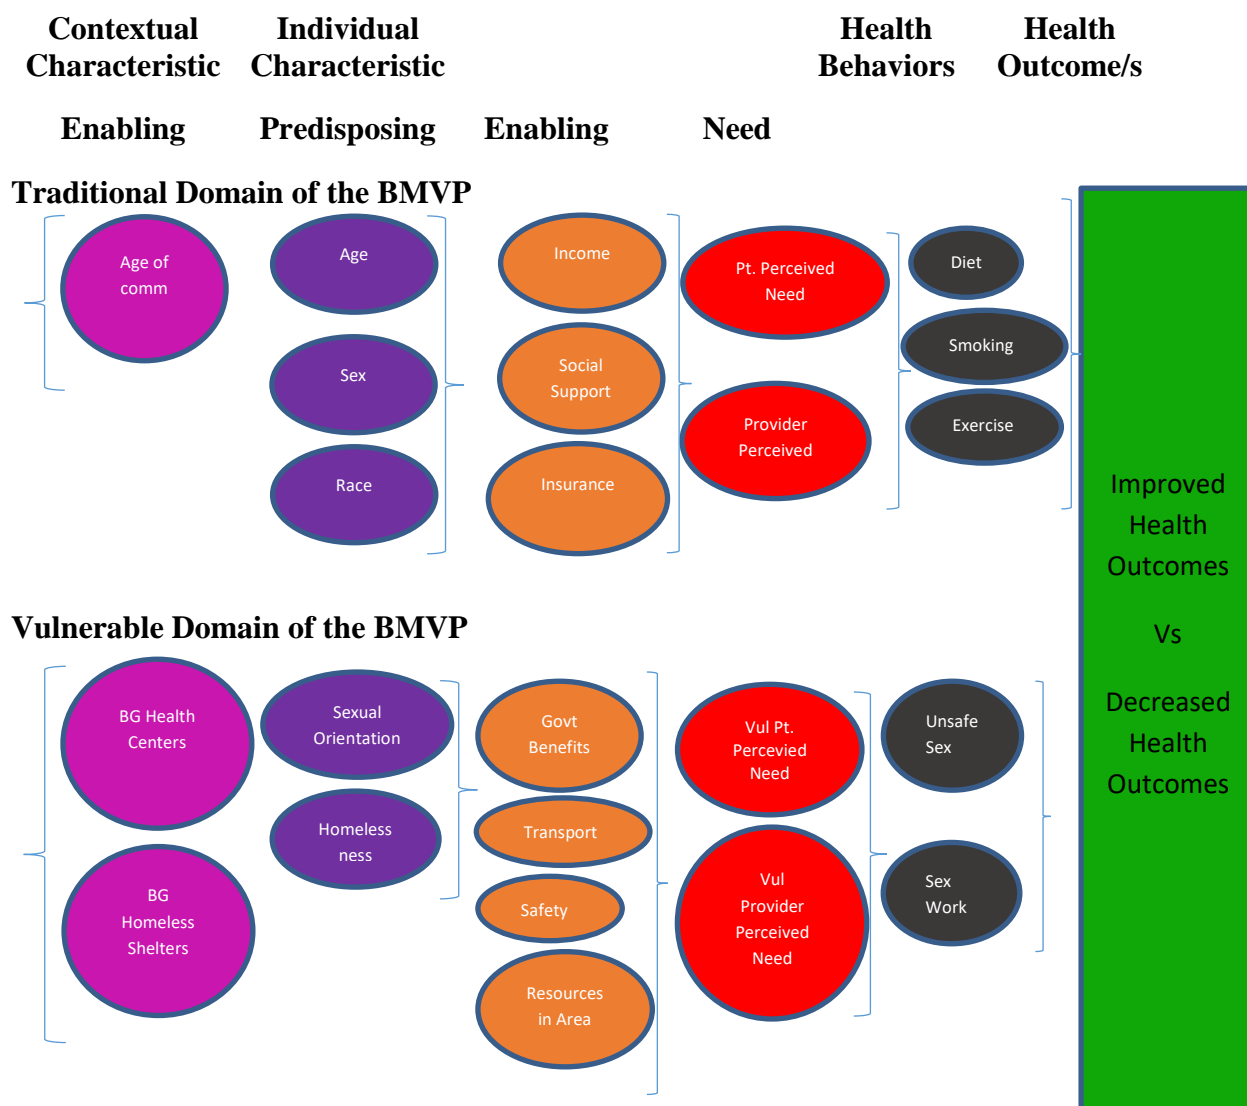 Contextual
Characteristic
Individual
Characteristic
Health
Behaviors
Health
Outcome/s
Enabling
Predisposing
Enabling
Need
Traditional Domain of the BMVP
Age of
comm
Age
Sex
Race
Income
Social
Support
Insurance
Pt. Perceived
Need
Provider
Perceived
Diet
Smoking
Exercise
Improved
Health
Outcomes
Vs
Decreased
Health
Outcomes
Vulnerable Domain of the BMVP
BG Health
Centers
BG
Homeless
Shelters
Sexual
Orientation
Homeless
ness
Govt
Benefits
Transport
Safety
Resources
in Area
Vul Pt.
Percevied
Need
Vul
Provider
Perceived
Need
Unsafe
Sex
Sex
Work